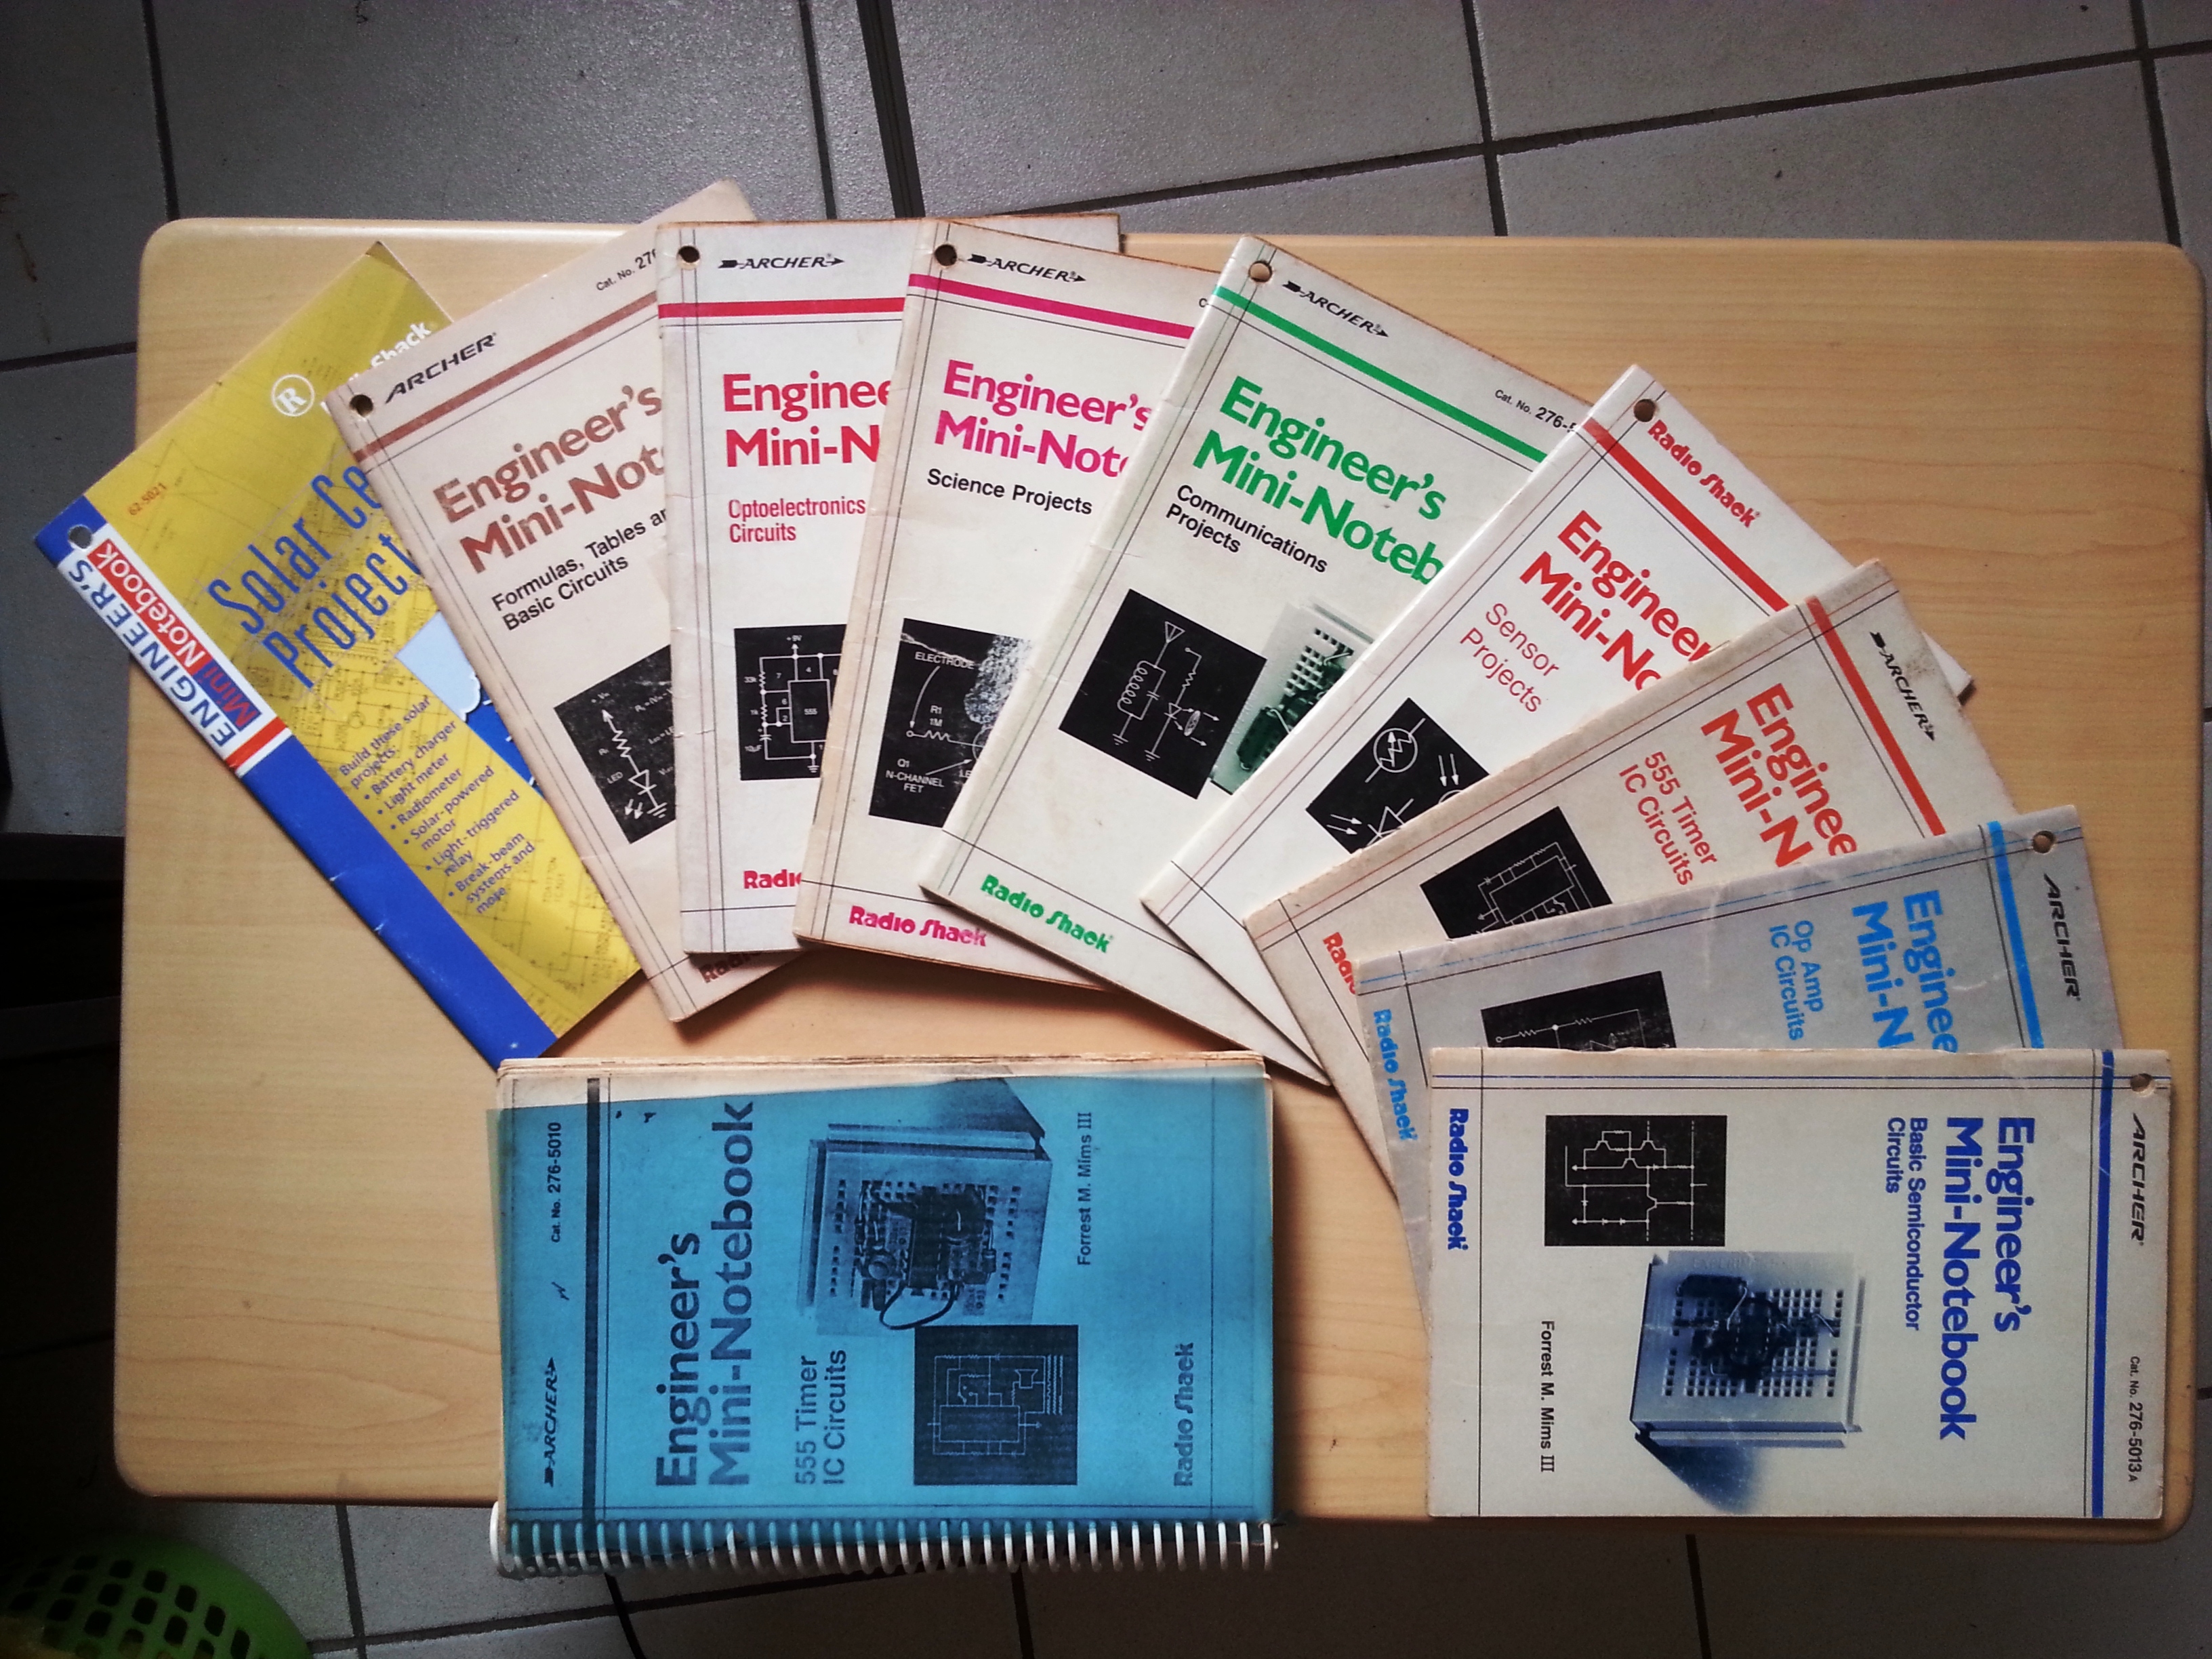 Shack
®
62-5021
Solar Ce
Project
ENGINEER'S
Mini Notebook
Build these solar
projects:
• Battery charger
• Light meter
• Radiometer
• Solar-powered
motor
• Light-triggered
relay
• Break-beam
systems and
more
ARCHER
Cat. No. 276
Engineer's
Mini-Not
Formulas, Tables an
Basic Circuits
LED
Radio
ARCHER
Enginee
Mini-N
Optoelectronics
Circuits
+9V
555
Radio
ARCHER
Engineer's
Mini-Note
Science Projects
ELECTRODE
R1
1M
Q1
N-CHANNEL
FET
Radio Shack
ARCHER
Cat. No. 276-5
Engineer's
Mini-Noteb
Communications
Projects
Radio Shack
Radio Shack
Engineer
Mini-No
Sensor
Projects
ARCHER
Enginee
Mini-N
555 Timer
IC Circuits
Radio
ARCHER
Enginee
Mini-N
Op Amp
IC Circuits
Radio Shack
ARCHER
Cat. No. 276-5013A
Engineer's
Mini-Notebook
Basic Semiconductor
Circuits
Forrest M. Mims III
Radio Shack
ARCHER
Cat. No. 276-5010
Engineer's
Mini-Notebook
555 Timer
IC Circuits
Forrest M. Mims III
Radio Shack